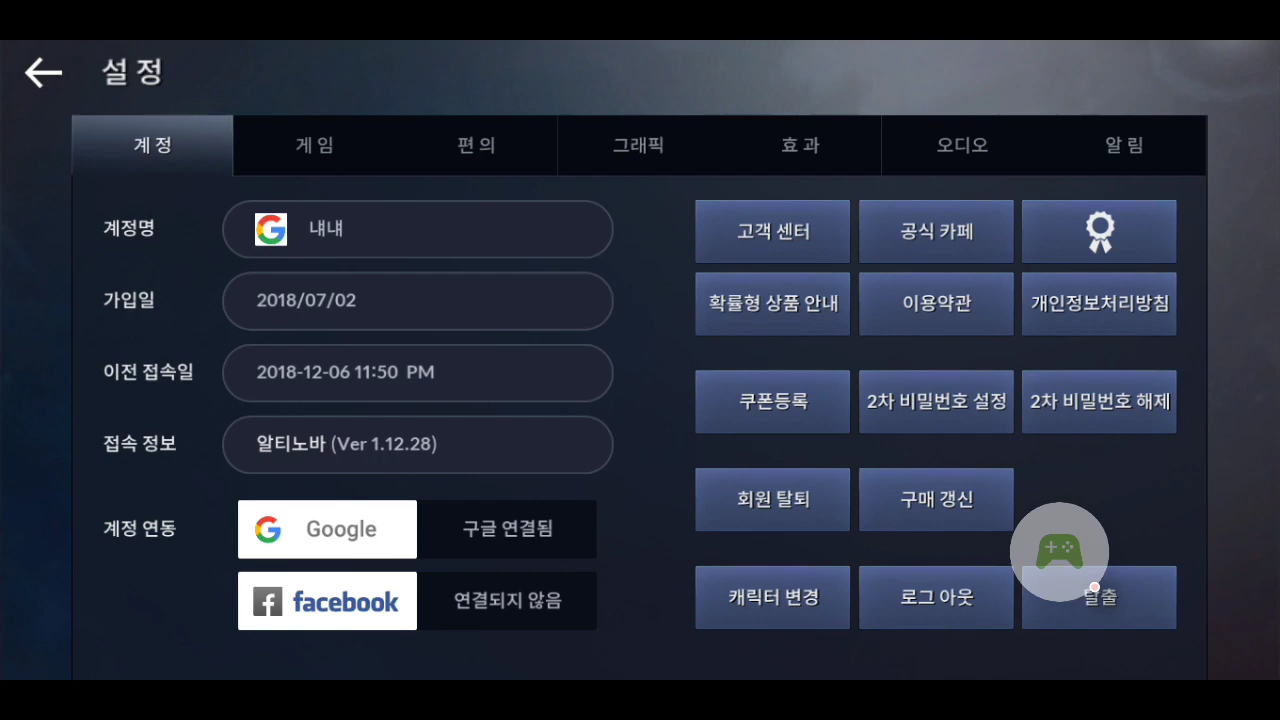 설정
계정 게임 편의 그래픽 효과 오디오 알림
계정명 내내
가입일 2018/07/02
이전 접속일 2018-12-06 11:50 PM
접속 정보 알티노바 (Ver 1.12.28)
계정 연동 Google 구글 연결됨
facebook 연결되지 않음
고객 센터 공식 카페
확률형 상품 안내 이용약관 개인정보처리방침
쿠폰등록 2차 비밀번호 설정 2차 비밀번호 해제
회원 탈퇴 구매 갱신
캐릭터 변경 로그 아웃 탈출